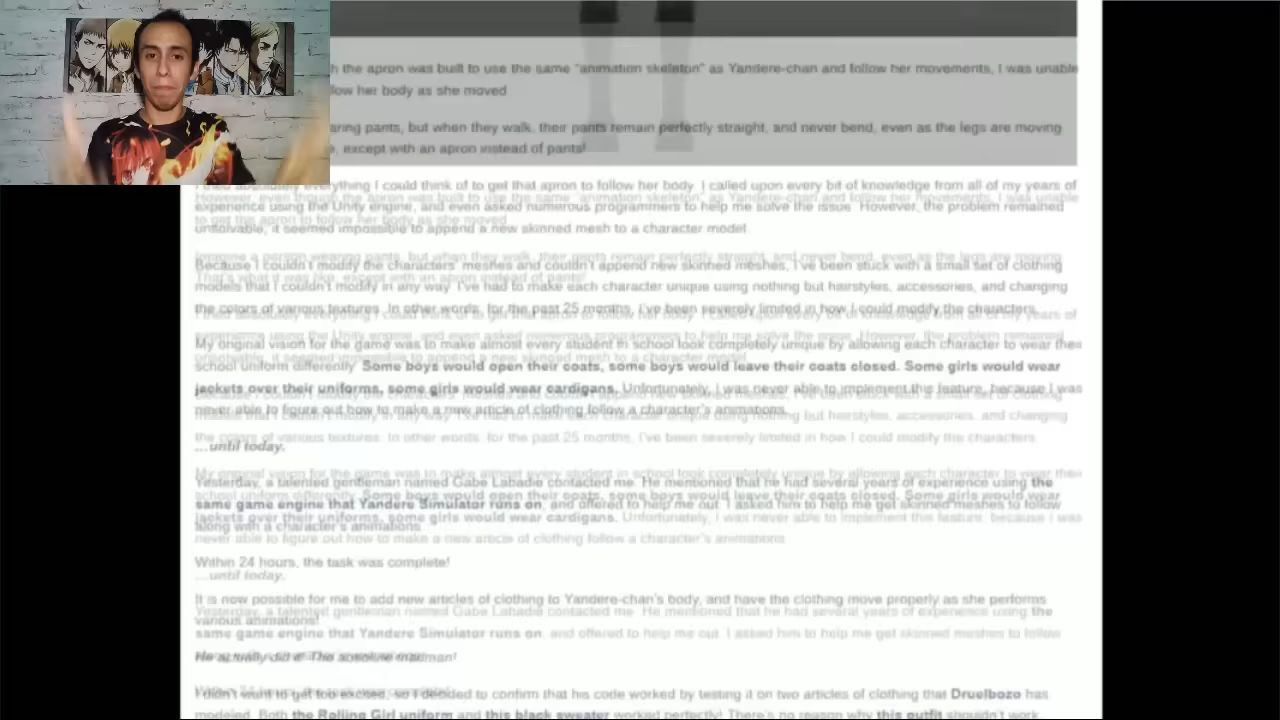 h the apron was built to use the same "animation skeleton" as Yandere-chan and follow her movements, I was unable
llow her body as she moved
aring pants, but when they walk, their pants remain perfectly straight, and never bend, even as the legs are moving
e, except with an apron instead of pants!
I tried absolutely everything I could think of to get that apron to follow her body. I called upon every bit of knowledge from all of my years of
experience using the Unity engine, and even asked numerous programmers to help me solve the issue. However, the problem remained
unsolvable; it seemed impossible to append a new skinned mesh to a character model.
Because I couldn't modify the characters' meshes and couldn't append new skinned meshes, I've been stuck with a small set of clothing
models that I couldn't modify in any way. I've had to make each character unique using nothing but hairstyles, accessories, and changing
the colors of various textures. In other words, for the past 25 months, I've been severely limited in how I could modify the characters.
My original vision for the game was to make almost every student in school look completely unique by allowing each character to wear their
school uniform differently. Some boys would open their coats, some boys would leave their coats closed. Some girls would wear
jackets over their uniforms, some girls would wear cardigans. Unfortunately, I was never able to implement this feature, because I was
never able to figure out how to make a new article of clothing follow a character's animations.
...until today.
Yesterday, a talented gentleman named Gabe Labadie contacted me. He mentioned that he had several years of experience using the
same game engine that Yandere Simulator runs on, and offered to help me out. I asked him to help me get skinned meshes to follow
along with a character's animations.
Within 24 hours, the task was complete!
It is now possible for me to add new articles of clothing to Yandere-chan's body, and have the clothing move properly as she performs
various animations!
He actually did it! The absolute madman!
I didn't want to get too excited, so I decided to confirm that his code worked by testing it on two articles of clothing that Druelbozo has
modeled. Both the Rolling Girl uniform and this black sweater worked perfectly! There's no reason why this outfit shouldn't work